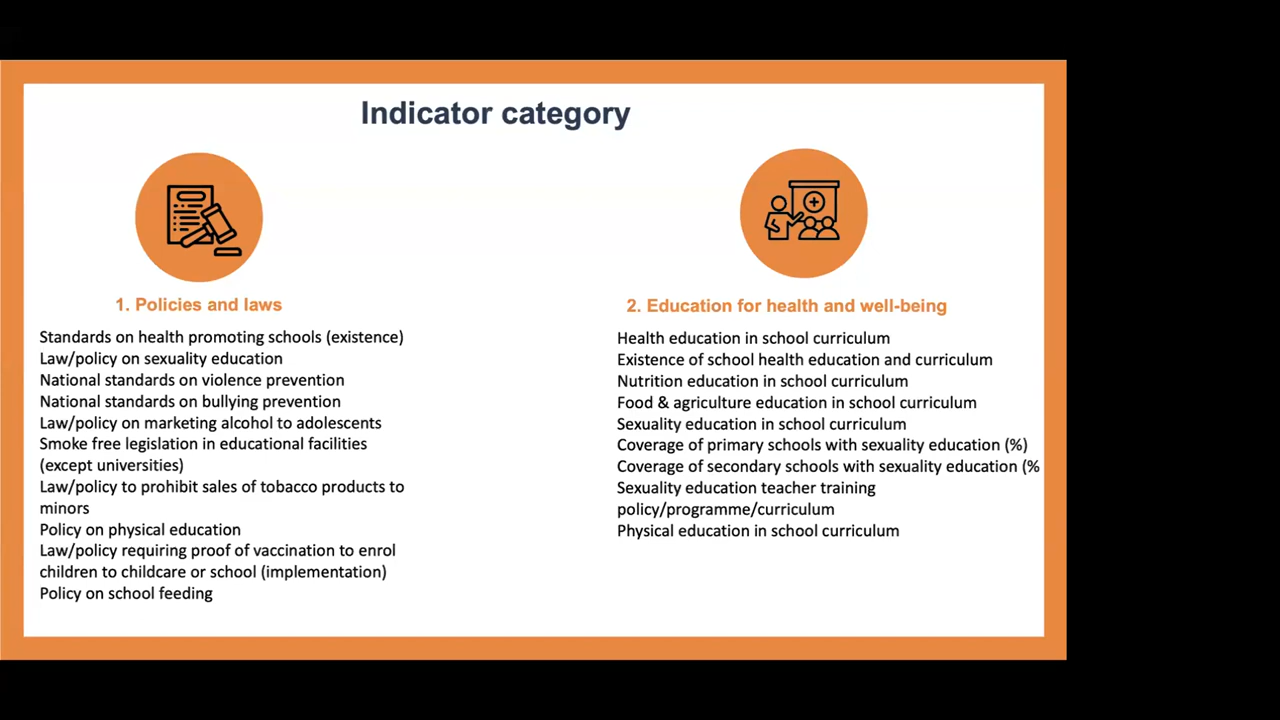 Indicator category
1. Policies and laws
Standards on health promoting schools (existence)
Law/policy on sexuality education
National standards on violence prevention
National standards on bullying prevention
Law/policy on marketing alcohol to adolescents
Smoke free legislation in educational facilities
(except universities)
Law/policy to prohibit sales of tobacco products to
minors
Policy on physical education
Law/policy requiring proof of vaccination to enrol
children to childcare or school (implementation)
Policy on school feeding
2. Education for health and well-being
Health education in school curriculum
Existence of school health education and curriculum
Nutrition education in school curriculum
Food & agriculture education in school curriculum
Sexuality education in school curriculum
Coverage of primary schools with sexuality education (%)
Coverage of secondary schools with sexuality education (%
Sexuality education teacher training
policy/programme/curriculum
Physical education in school curriculum